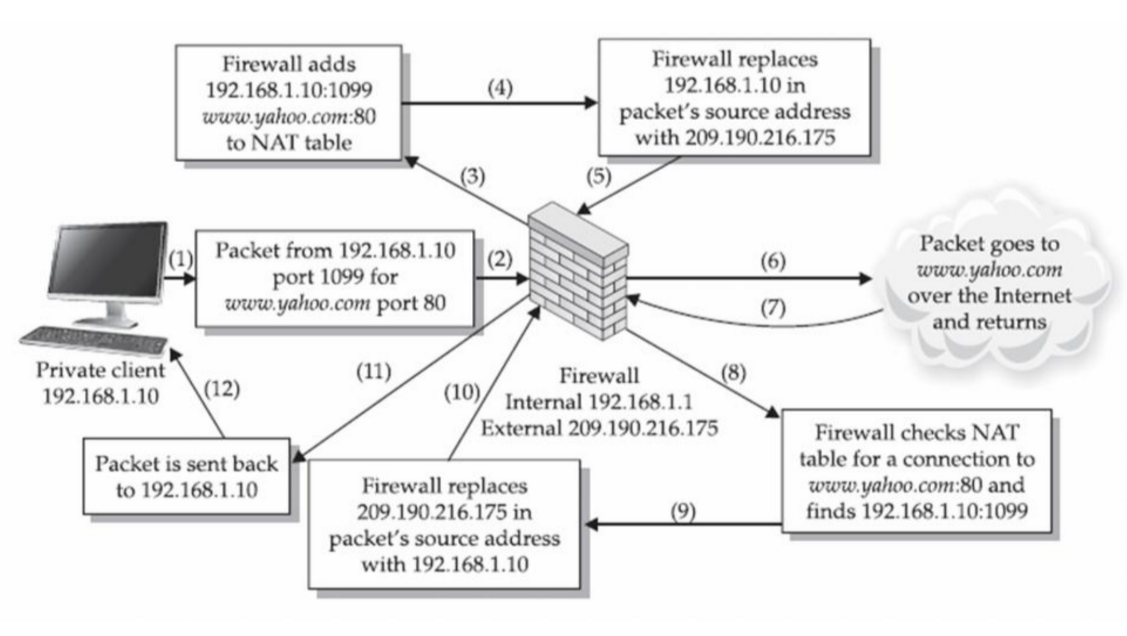 Firewall adds
192.168.1.10:1099
www.yahoo.com:80
to NAT table
(4)
Firewall replaces
192.168.1.10 in
packet's source address
with 209.190.216.175
(3)
(5)
(1)
Packet from 192.168.1.10
port 1099 for
www.yahoo.com port 80
(2)
(6)
(7)
Packet goes to
www.yahoo.com
over the Internet
and returns
Private client
192.168.1.10
(12)
(11)
(10)
Firewall
Internal 192.168.1.1
External 209.190.216.175
(8)
Packet is sent back
to 192.168.1.10
Firewall replaces
209.190.216.175 in
packet's source address
with 192.168.1.10
(9)
Firewall checks NAT
table for a connection to
www.yahoo.com:80 and
finds 192.168.1.10:1099